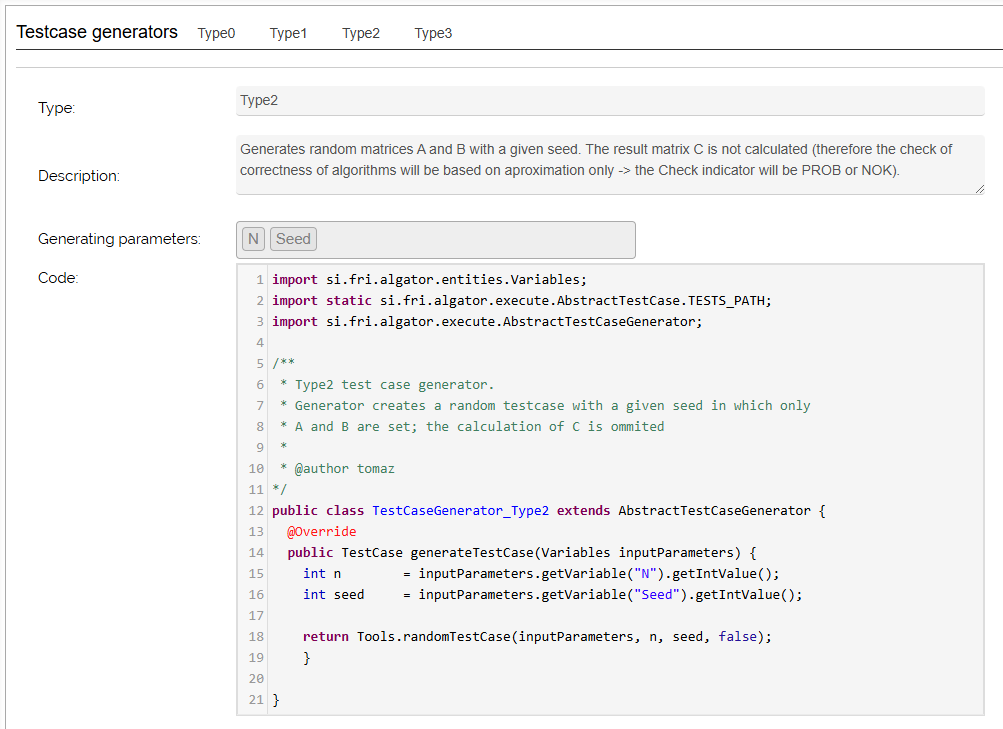 Testcase generators Type0 Type1 Type2 Type3
Type: Type2
Description: Generates random matrices A and B with a given seed. The result matrix C is not calculated (therefore the check of
correctness of algorithms will be based on aproximation only -> the Check indicator will be PROB or NOK).
Generating parameters: N Seed
Code:
1 import si.fri.algator.entities.Variables;
2 import static si.fri.algator.execute.AbstractTestCase.TESTS_PATH;
3 import si.fri.algator.execute.AbstractTestCaseGenerator;
4
5 /**
6  * Type2 test case generator.
7  * Generator creates a random testcase with a given seed in which only
8  * A and B are set; the calculation of C is ommited
9  *
10  * @author tomaz
11 */
12 public class TestCaseGenerator_Type2 extends AbstractTestCaseGenerator {
13   @Override
14   public TestCase generateTestCase(Variables inputParameters) {
15     int n        = inputParameters.getVariable("N").getIntValue();
16     int seed     = inputParameters.getVariable("Seed").getIntValue();
17
18     return Tools.randomTestCase(inputParameters, n, seed, false);
19     }
20
21 }